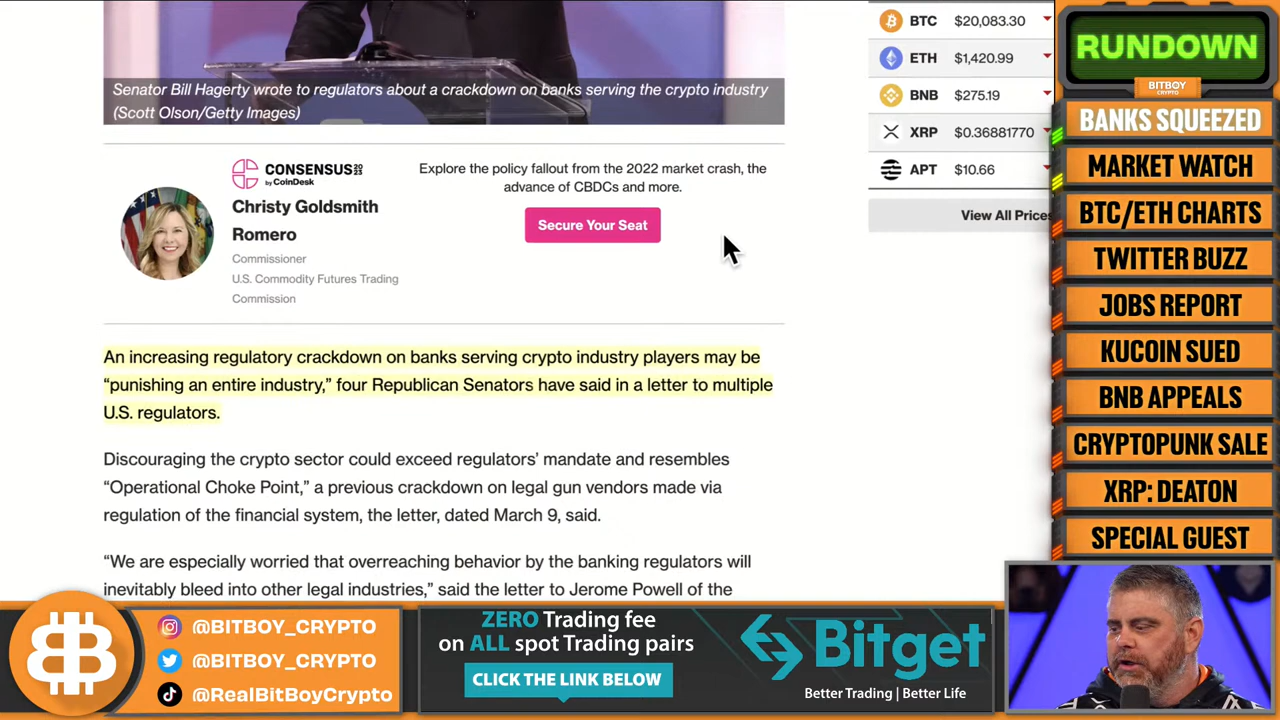 Senator Bill Hagerty wrote to regulators about a crackdown on banks serving the crypto industry
(Scott Olson/Getty Images)
CONSENSUS 2023
by CoinDesk
Christy Goldsmith
Romero
Commissioner
U.S. Commodity Futures Trading
Commission
Explore the policy fallout from the 2022 market crash, the
advance of CBDCs and more.
Secure Your Seat
An increasing regulatory crackdown on banks serving crypto industry players may be
“punishing an entire industry,” four Republican Senators have said in a letter to multiple
U.S. regulators.
Discouraging the crypto sector could exceed regulators’ mandate and resembles
“Operational Choke Point,” a previous crackdown on legal gun vendors made via
regulation of the financial system, the letter, dated March 9, said.
“We are especially worried that overreaching behavior by the banking regulators will
inevitably bleed into other legal industries,” said the letter to Jerome Powell of the
BTC $20,083.30
ETH $1,420.99
BNB $275.19
XRP $0.36881770
APT $10.66
View All Prices
RUNDOWN
BITBOY
CRYPTO
BANKS SQUEEZED
MARKET WATCH
BTC/ETH CHARTS
TWITTER BUZZ
JOBS REPORT
KUCOIN SUED
BNB APPEALS
CRYPTOPUNK SALE
XRP: DEATON
SPECIAL GUEST
@BITBOY_CRYPTO
@BITBOY_CRYPTO
@RealBitBoyCrypto
ZERO Trading fee
on ALL spot Trading pairs
CLICK THE LINK BELOW
Bitget
Better Trading | Better Life